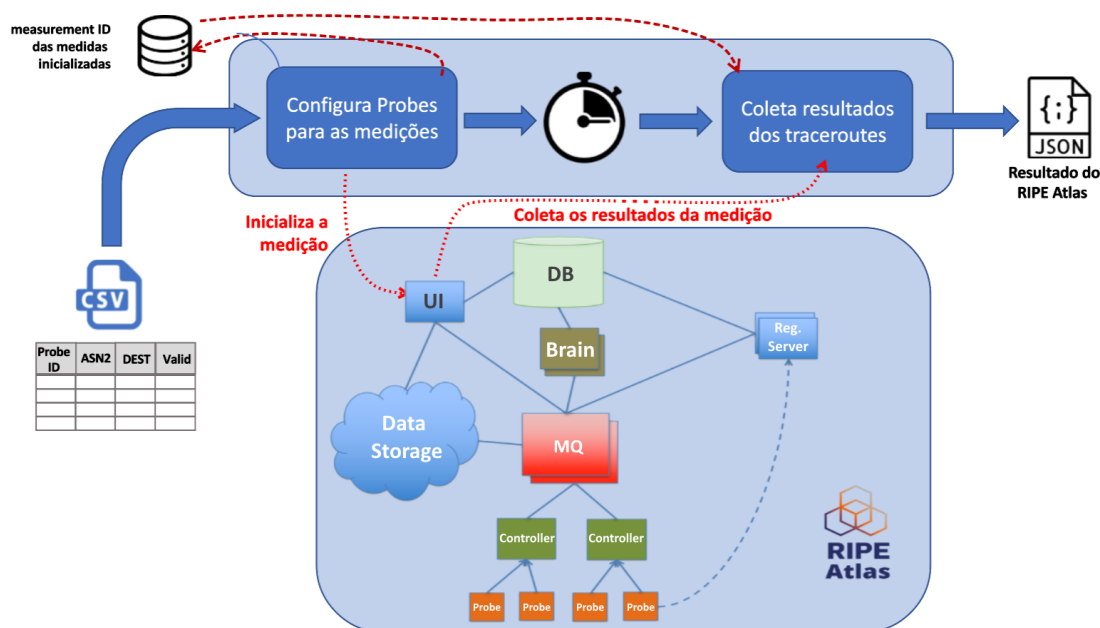 measurement ID
das medidas
inicializadas
Configura Probes
para as medições
Coleta resultados
dos traceroutes
{;}
JSON
Resultado do
RIPE Atlas
Inicializa a
medição
Coleta os resultados da medição
CSV
Probe
ID
ASN2
DEST
Valid
UI
DB
Brain
Reg.
Server
Data
Storage
MQ
Controller
Controller
Probe
Probe
Probe
Probe
RIPE
Atlas